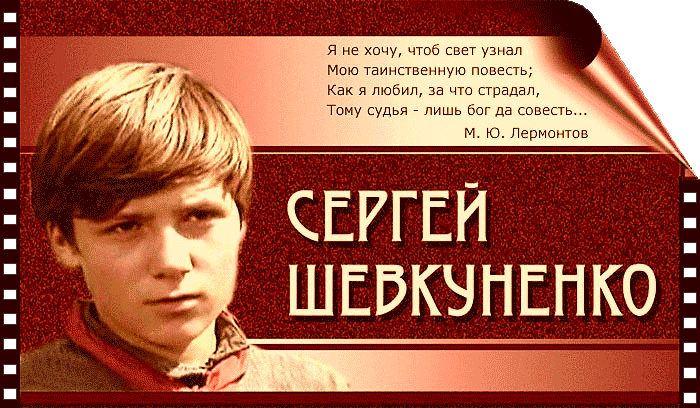 Я не хочу, чтоб свет узнал
Мою таинственную повесть;
Как я любил, за что страдал,
Тому судья - лишь бог да совесть...
М. Ю. Лермонтов
СЕРГЕЙ
ШЕВКУНЕНКО